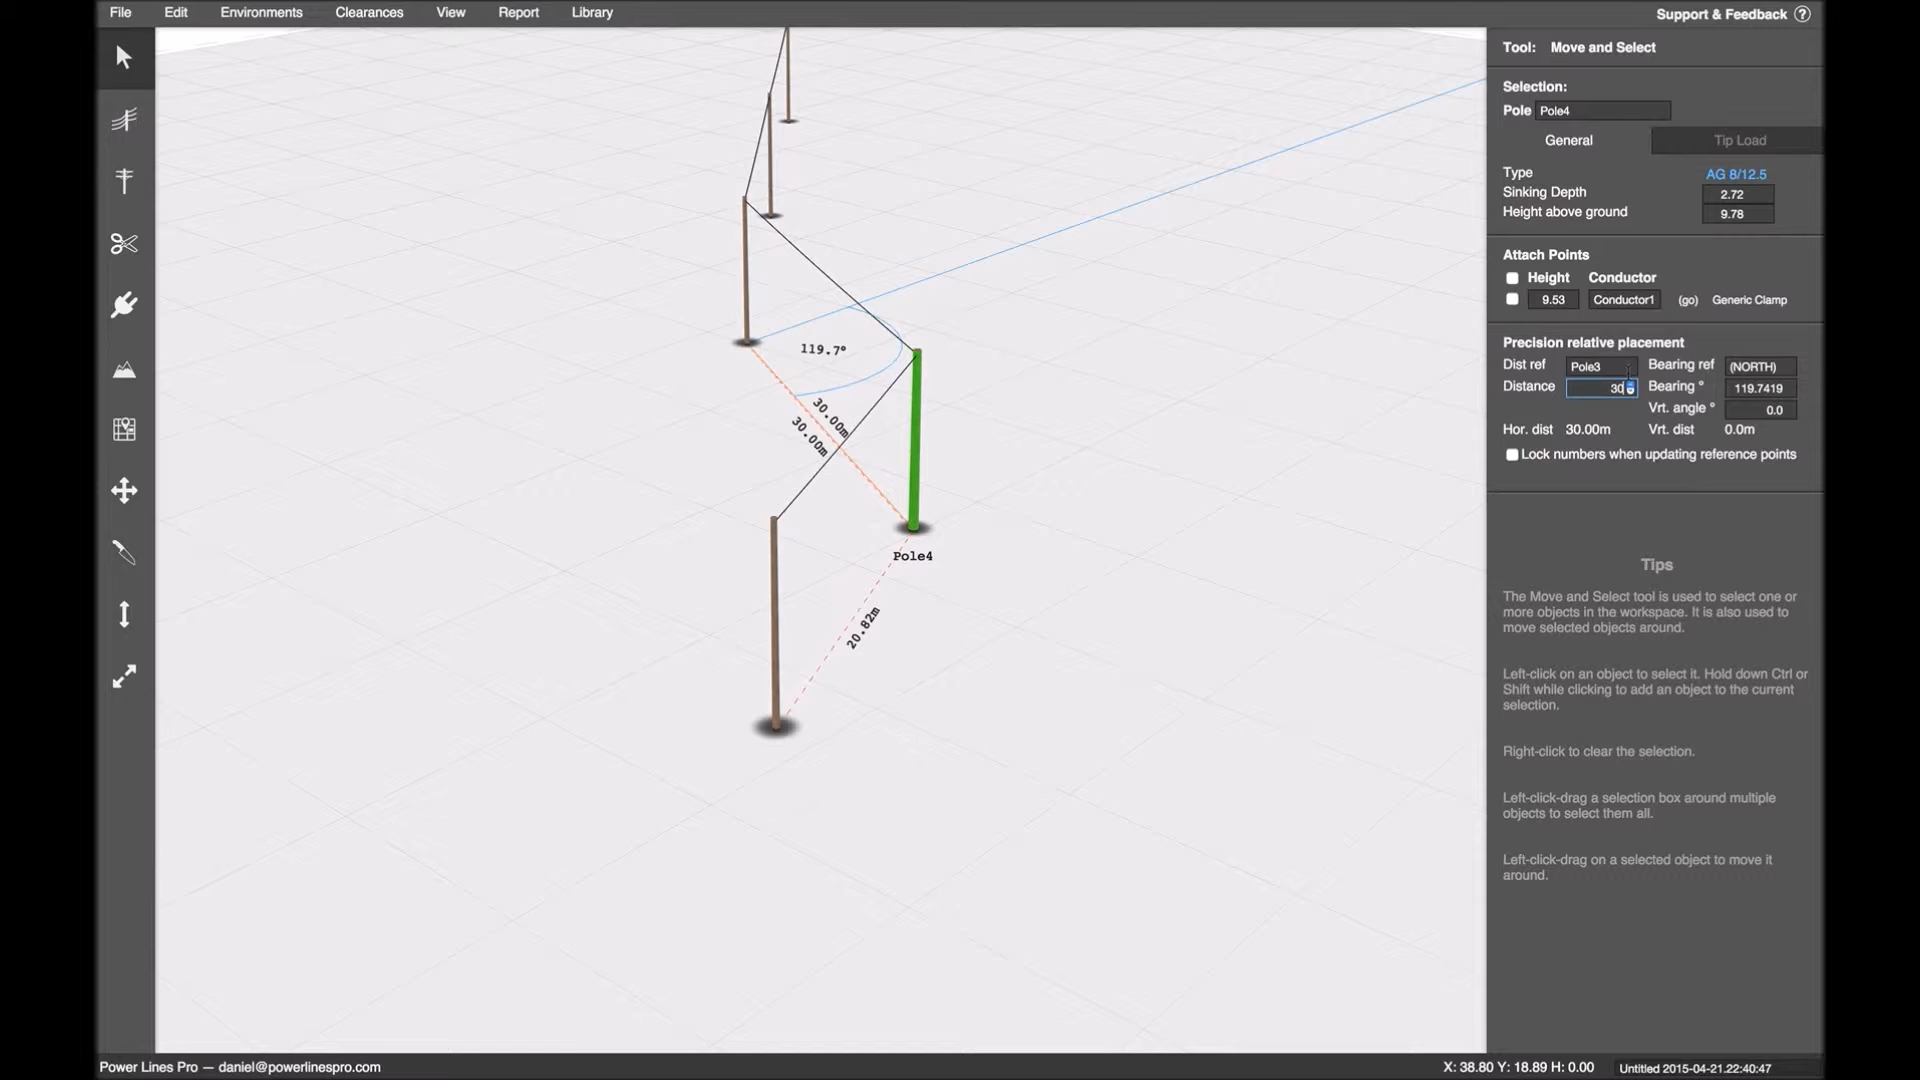 File Edit Environments Clearances View Report Library
Support & Feedback ?
Tool: Move and Select
Selection:
Pole Pole4
General Tip Load
Type AG 8/12.5
Sinking Depth 2.72
Height above ground 9.78
Attach Points
Height Conductor
9.53 Conductor1 (go) Generic Clamp
Precision relative placement
Dist ref Pole3 Bearing ref (NORTH)
Distance 30 Bearing ° 119.7419
Vrt. angle ° 0.0
Hor. dist 30.00m Vrt. dist 0.0m
Lock numbers when updating reference points
119.7°
30.00m
30.00m
Pole4
20.82m
Tips
The Move and Select tool is used to select one or
more objects in the workspace. It is also used to
move selected objects around.
Left-click on an object to select it. Hold down Ctrl or
Shift while clicking to add an object to the current
selection.
Right-click to clear the selection.
Left-click-drag a selection box around multiple
objects to select them all.
Left-click-drag on a selected object to move it
around.
Power Lines Pro — daniel@powerlinespro.com
X: 38.80 Y: 18.89 H: 0.00
Untitled 2015-04-21.22:40:47